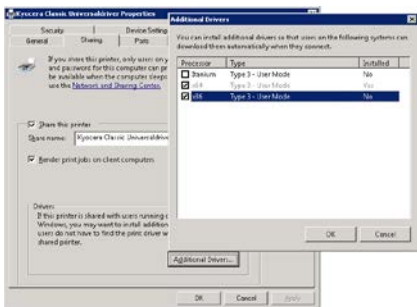 Kyocera Classic Universaldriver Properties
Security
Device Setting
General
Sharing
Ports
If you share this printer, only users on y
and password for this computer can pr
be available when the computer sleeps
use the Network and Sharing Center.
Share this printer
Share name:
Kyocera Classic Universaldrive
Render print jobs on client computers
Drivers
If this printer is shared with users running d
Windows, you may want to install addition
users do not have to find the print driver w
shared printer.
Additional Drivers...
OK
Cancel
Apply
Additional Drivers
You can install additional drivers so that users on the following systems can
download them automatically when they connect.
Processor
Type
Installed
Itanium
Type 3 - User Mode
No
x64
Type 3 - User Mode
Yes
x86
Type 3 - User Mode
No
OK
Cancel